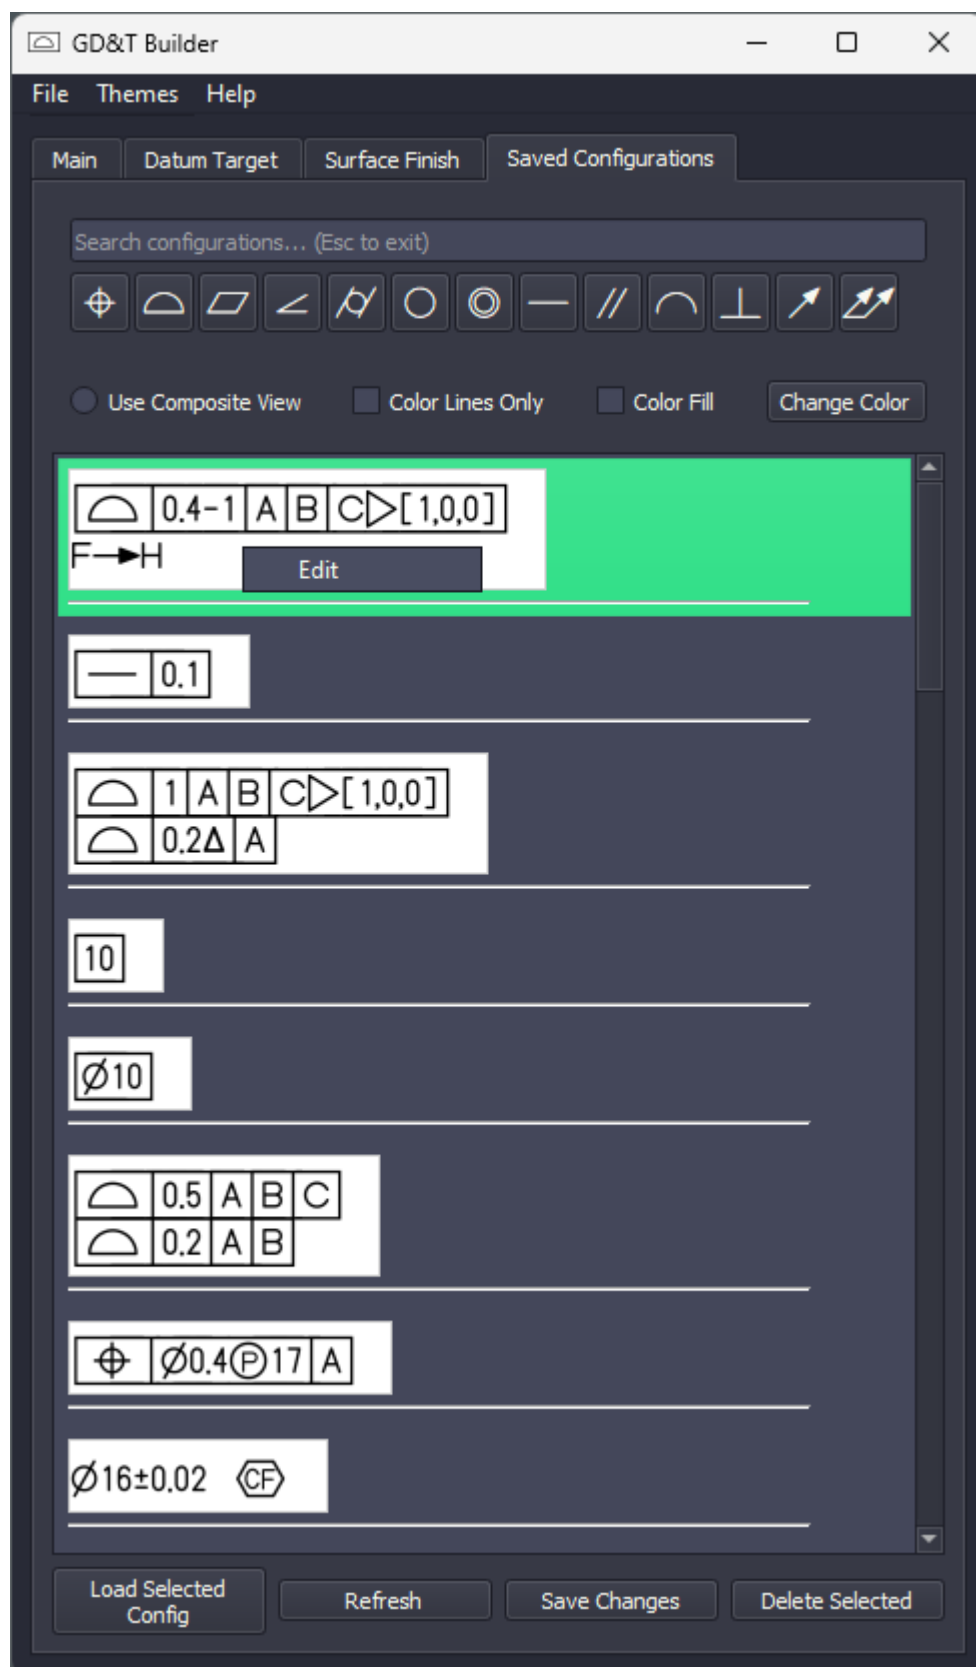 GD&T Builder
File Themes Help
Main Datum Target Surface Finish Saved Configurations
Search configurations... (Esc to exit)
Use Composite View Color Lines Only Color Fill Change Color
⌓ 0.4-1 A B C▷[1,0,0]
F→H
Edit
⏤ 0.1
⌓ 1 A B C▷[1,0,0]
⌓ 0.2Δ A
10
Ø10
⌓ 0.5 A B C
⌓ 0.2 A B
⌖ Ø0.4Ⓟ17 A
Ø16±0.02 CF
Load Selected Config Refresh Save Changes Delete Selected